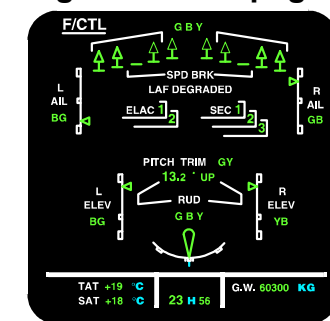 F/CTL
G B Y
SPD BRK
LAF DEGRADED
L
AIL
BG
R
AIL
GB
ELAC 1 2
SEC 1 2 3
PITCH TRIM GY
13.2 ° UP
L
ELEV
BG
RUD
G B Y
R
ELEV
YB
TAT +19 °C
SAT +18 °C
23 H 56
G.W. 60300 KG